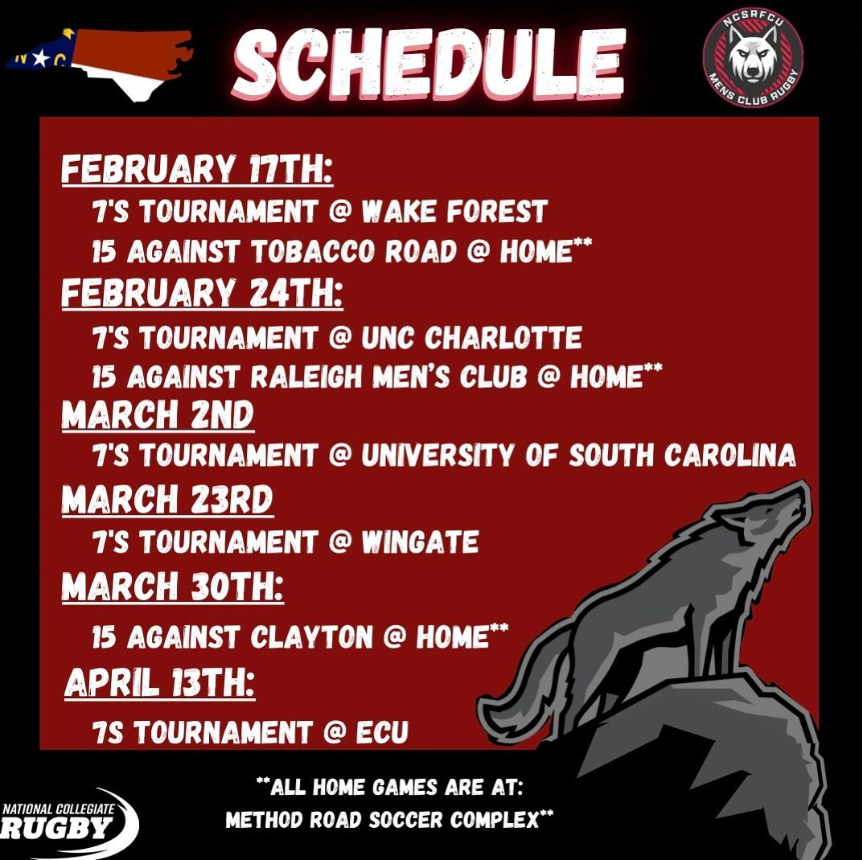 N C
SCHEDULE
NCSRFCU
MENS CLUB RUGBY
FEBRUARY 17TH:
7'S TOURNAMENT @ WAKE FOREST
15 AGAINST TOBACCO ROAD @ HOME**
FEBRUARY 24TH:
7'S TOURNAMENT @ UNC CHARLOTTE
15 AGAINST RALEIGH MEN'S CLUB @ HOME**
MARCH 2ND
7'S TOURNAMENT @ UNIVERSITY OF SOUTH CAROLINA
MARCH 23RD
7'S TOURNAMENT @ WINGATE
MARCH 30TH:
15 AGAINST CLAYTON @ HOME**
APRIL 13TH:
7S TOURNAMENT @ ECU
**ALL HOME GAMES ARE AT:
METHOD ROAD SOCCER COMPLEX**
NATIONAL COLLEGIATE
RUGBY